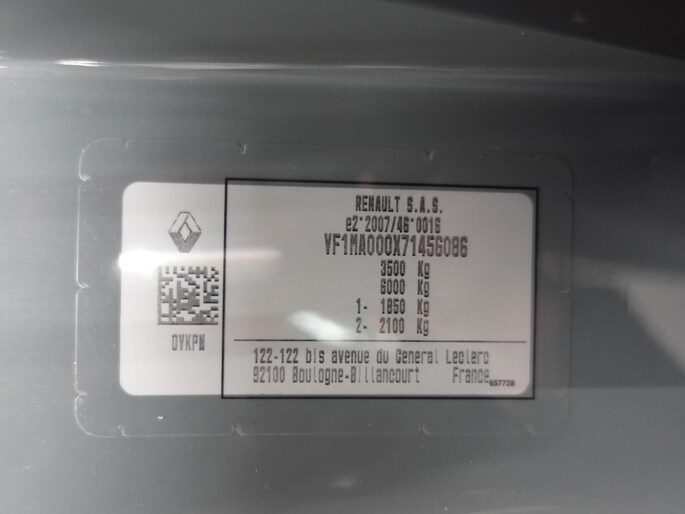 RENAULT S.A.S.
e2*2007/46*0016
VF1MA000X71456086
3500 Kg
6000 Kg
1- 1850 Kg
2- 2100 Kg
OVKPN
122-122 bis avenue du General Leclerc
92100 Boulogne-Billancourt France
657728